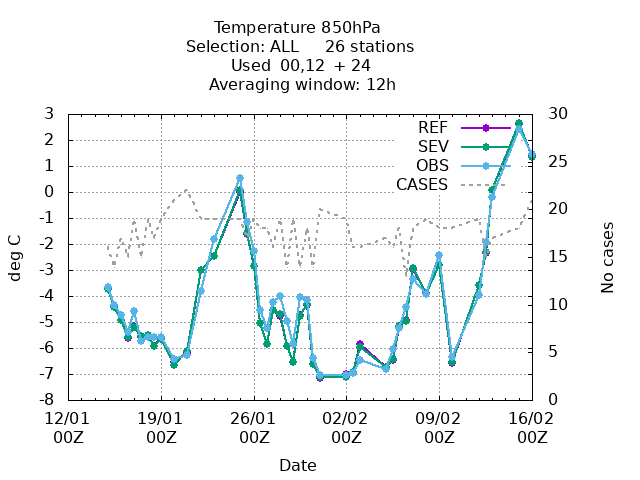 Temperature 850hPa
Selection: ALL 26 stations
Used 00,12 + 24
Averaging window: 12h
3
2
1
0
-1
-2
-3
-4
-5
-6
-7
-8
30
25
20
15
10
5
0
REF
SEV
OBS
CASES
deg C
No cases
12/01 19/01 26/01 02/02 09/02 16/02
00Z 00Z 00Z 00Z 00Z 00Z
Date